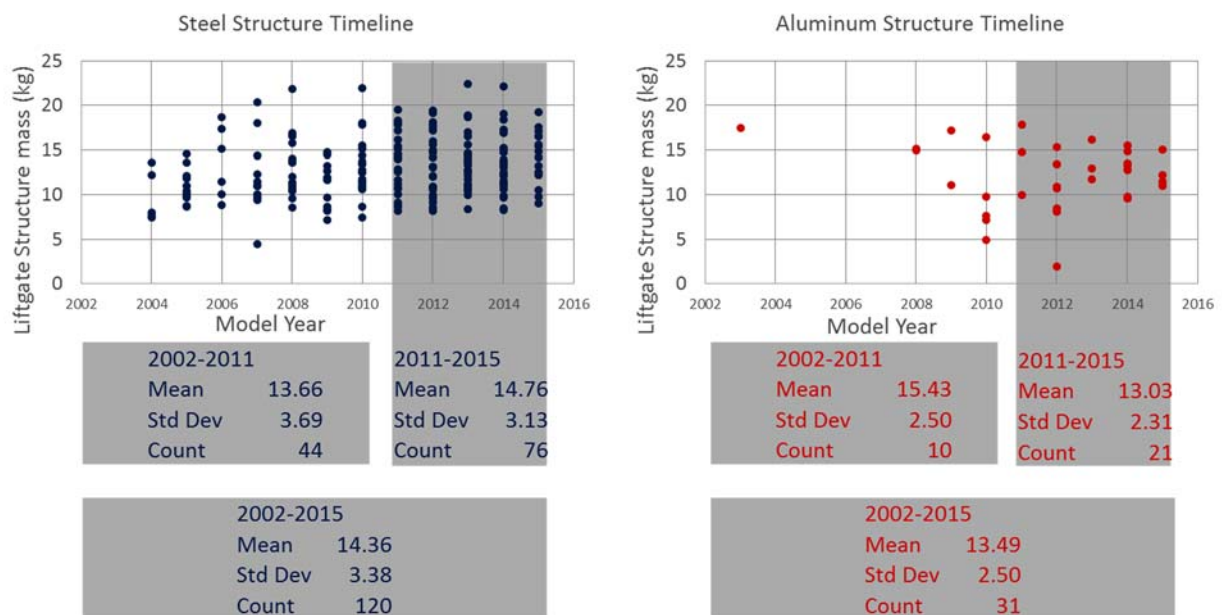 Steel Structure Timeline
Liftgate Structure mass (kg)
25
20
15
10
5
0
2002 2004 2006 2008 2010 2012 2014 2016
Model Year
2002-2011
Mean 13.66
Std Dev 3.69
Count 44
2011-2015
Mean 14.76
Std Dev 3.13
Count 76
2002-2015
Mean 14.36
Std Dev 3.38
Count 120
Aluminum Structure Timeline
Liftgate Structure mass (kg)
25
20
15
10
5
0
2002 2004 2006 2008 2010 2012 2014 2016
Model Year
2002-2011
Mean 15.43
Std Dev 2.50
Count 10
2011-2015
Mean 13.03
Std Dev 2.31
Count 21
2002-2015
Mean 13.49
Std Dev 2.50
Count 31